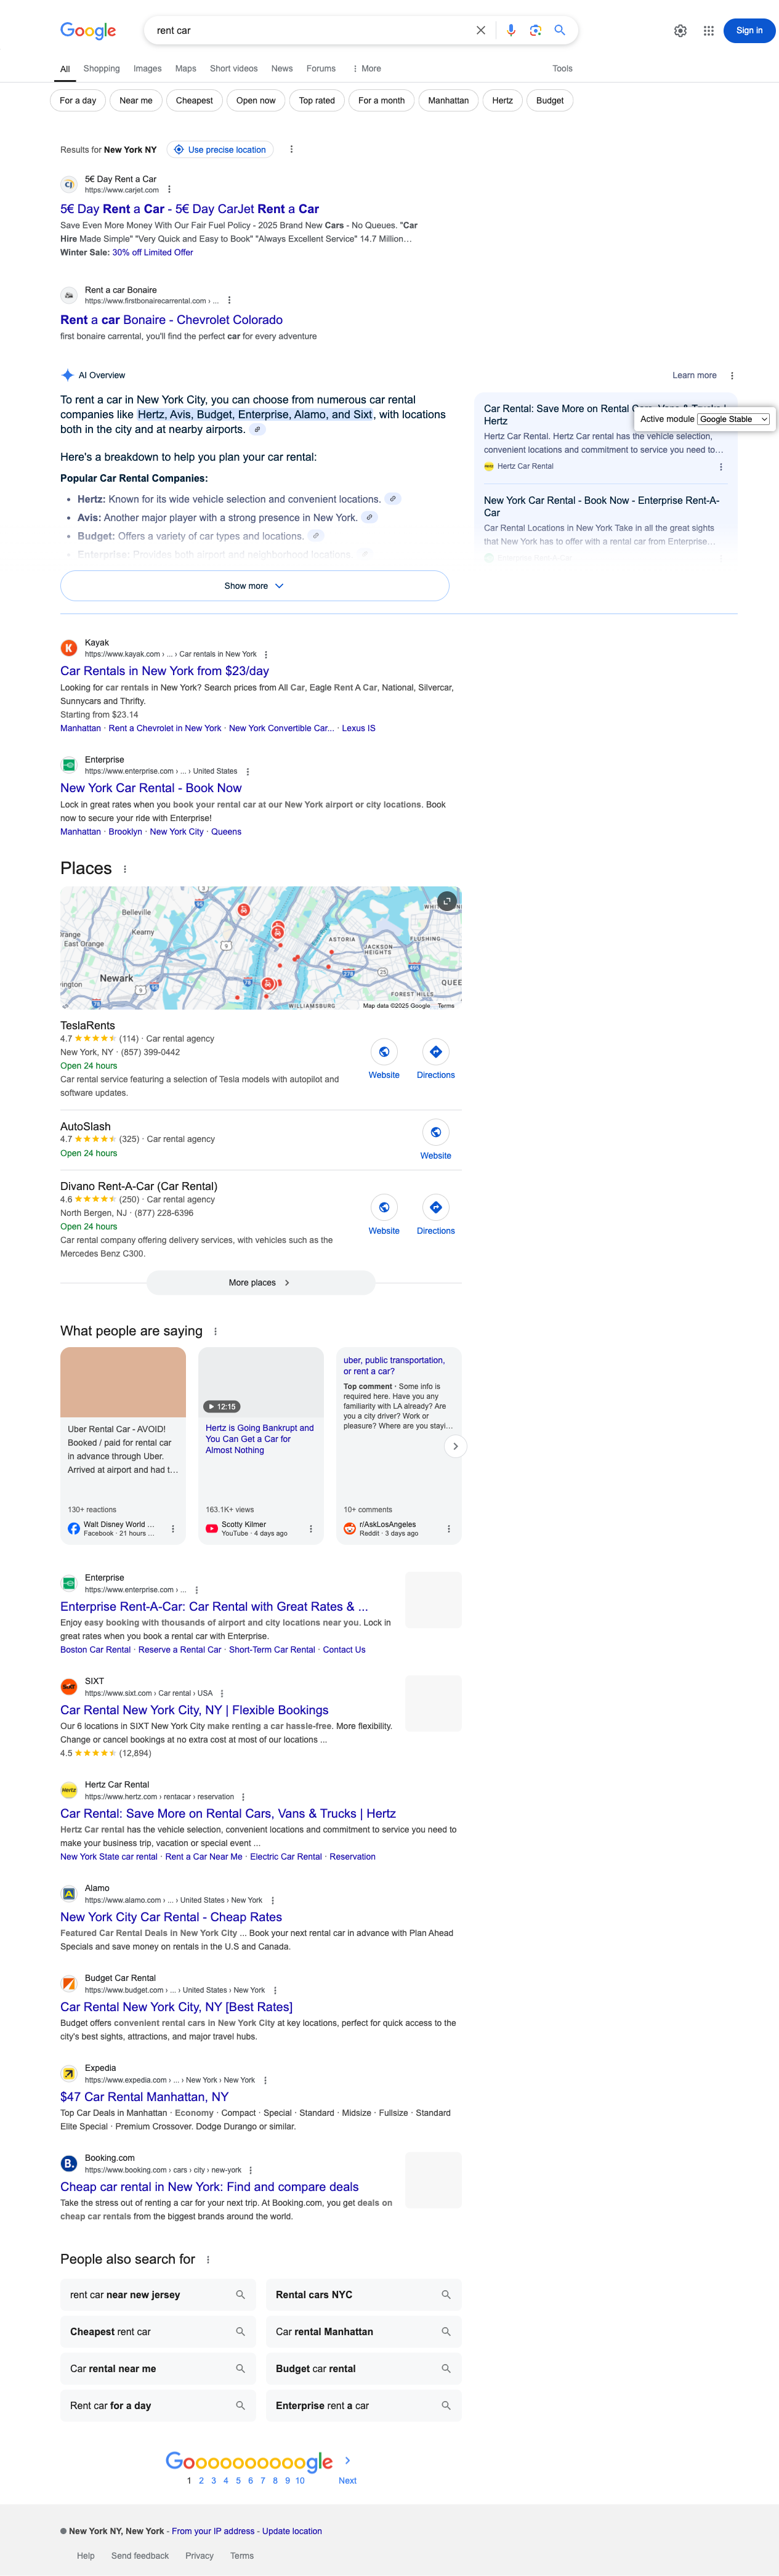 Google
rent car
Sign in
All Shopping Images Maps Short videos News Forums More Tools
For a day Near me Cheapest Open now Top rated For a month Manhattan Hertz Budget
Results for New York NY Use precise location
5€ Day Rent a Car
https://www.carjet.com
5€ Day Rent a Car - 5€ Day CarJet Rent a Car
Save Even More Money With Our Fair Fuel Policy - 2025 Brand New Cars - No Queues. "Car
Hire Made Simple" "Very Quick and Easy to Book" "Always Excellent Service" 14.7 Million…
Winter Sale: 30% off Limited Offer
Rent a car Bonaire
https://www.firstbonairecarrental.com › ...
Rent a car Bonaire - Chevrolet Colorado
first bonaire carrental, you'll find the perfect car for every adventure
AI Overview
Learn more
To rent a car in New York City, you can choose from numerous car rental
companies like Hertz, Avis, Budget, Enterprise, Alamo, and Sixt, with locations
both in the city and at nearby airports.
Here's a breakdown to help you plan your car rental:
Popular Car Rental Companies:
• Hertz: Known for its wide vehicle selection and convenient locations.
• Avis: Another major player with a strong presence in New York.
• Budget: Offers a variety of car types and locations.
• Enterprise: Provides both airport and neighborhood locations.
Show more
Car Rental: Save More on Rental Cars, Vans & Trucks |
Hertz
Active module Google Stable
Hertz Car Rental. Hertz Car rental has the vehicle selection,
convenient locations and commitment to service you need to…
Hertz Car Rental
New York Car Rental - Book Now - Enterprise Rent-A-
Car
Car Rental Locations in New York Take in all the great sights
that New York has to offer with a rental car from Enterprise…
Enterprise Rent-A-Car
Kayak
https://www.kayak.com › ... › Car rentals in New York
Car Rentals in New York from $23/day
Looking for car rentals in New York? Search prices from All Car, Eagle Rent A Car, National, Silvercar,
Sunnycars and Thrifty.
Starting from $23.14
Manhattan · Rent a Chevrolet in New York · New York Convertible Car... · Lexus IS
Enterprise
https://www.enterprise.com › ... › United States
New York Car Rental - Book Now
Lock in great rates when you book your rental car at our New York airport or city locations. Book
now to secure your ride with Enterprise!
Manhattan · Brooklyn · New York City · Queens
Places
Belleville
Kearny
East Orange
Newark
ASTORIA
JACKSON
HEIGHTS
FLUSHING
FOREST HILLS
WILLIAMSBURG
Map data ©2025 Google Terms
TeslaRents
4.7 (114) · Car rental agency
New York, NY · (857) 399-0442
Open 24 hours
Car rental service featuring a selection of Tesla models with autopilot and
software updates.
Website Directions
AutoSlash
4.7 (325) · Car rental agency
Open 24 hours
Website
Divano Rent-A-Car (Car Rental)
4.6 (250) · Car rental agency
North Bergen, NJ · (877) 228-6396
Open 24 hours
Car rental company offering delivery services, with vehicles such as the
Mercedes Benz C300.
Website Directions
More places
What people are saying
Uber Rental Car - AVOID!
Booked / paid for rental car
in advance through Uber.
Arrived at airport and had t…
130+ reactions
Walt Disney World …
Facebook · 21 hours …
12:15
Hertz is Going Bankrupt and
You Can Get a Car for
Almost Nothing
163.1K+ views
Scotty Kilmer
YouTube · 4 days ago
uber, public transportation,
or rent a car?
Top comment · Some info is
required here. Have you any
familiarity with LA already? Are
you a city driver? Work or
pleasure? Where are you stayi…
10+ comments
r/AskLosAngeles
Reddit · 3 days ago
Enterprise
https://www.enterprise.com › ...
Enterprise Rent-A-Car: Car Rental with Great Rates & ...
Enjoy easy booking with thousands of airport and city locations near you. Lock in
great rates when you book a rental car with Enterprise.
Boston Car Rental · Reserve a Rental Car · Short-Term Car Rental · Contact Us
SIXT
https://www.sixt.com › Car rental › USA
Car Rental New York City, NY | Flexible Bookings
Our 6 locations in SIXT New York City make renting a car hassle-free. More flexibility.
Change or cancel bookings at no extra cost at most of our locations ...
4.5 (12,894)
Hertz Car Rental
https://www.hertz.com › rentacar › reservation
Car Rental: Save More on Rental Cars, Vans & Trucks | Hertz
Hertz Car rental has the vehicle selection, convenient locations and commitment to service you need to
make your business trip, vacation or special event ...
New York State car rental · Rent a Car Near Me · Electric Car Rental · Reservation
Alamo
https://www.alamo.com › ... › United States › New York
New York City Car Rental - Cheap Rates
Featured Car Rental Deals in New York City ... Book your next rental car in advance with Plan Ahead
Specials and save money on rentals in the U.S and Canada.
Budget Car Rental
https://www.budget.com › ... › United States › New York
Car Rental New York City, NY [Best Rates]
Budget offers convenient rental cars in New York City at key locations, perfect for quick access to the
city's best sights, attractions, and major travel hubs.
Expedia
https://www.expedia.com › ... › New York › New York
$47 Car Rental Manhattan, NY
Top Car Deals in Manhattan · Economy · Compact · Special · Standard · Midsize · Fullsize · Standard
Elite Special · Premium Crossover. Dodge Durango or similar.
Booking.com
https://www.booking.com › cars › city › new-york
Cheap car rental in New York: Find and compare deals
Take the stress out of renting a car for your next trip. At Booking.com, you get deals on
cheap car rentals from the biggest brands around the world.
People also search for
rent car near new jersey
Rental cars NYC
Cheapest rent car
Car rental Manhattan
Car rental near me
Budget car rental
Rent car for a day
Enterprise rent a car
Goooooooooogle
1 2 3 4 5 6 7 8 9 10 Next
New York NY, New York - From your IP address - Update location
Help Send feedback Privacy Terms